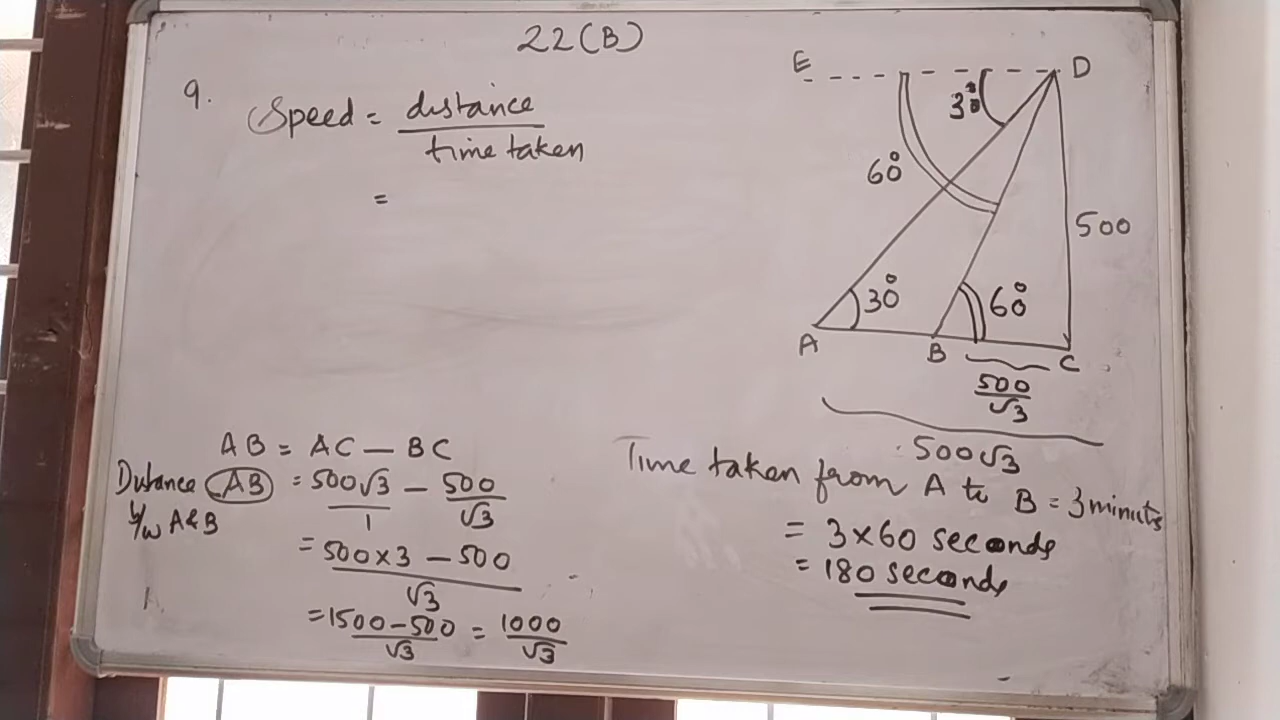 22(B)
9.
Speed = distance
time taken
=
E
D
30°
60°
500
30°
60°
A
B
C
500
√3
500√3
AB = AC - BC
Distance AB = 500√3 - 500
1 √3
b/w A & B
= 500×3 - 500
√3
= 1500 - 500 = 1000
√3 √3
Time taken from A to B = 3 minutes
= 3×60 seconds
= 180 seconds